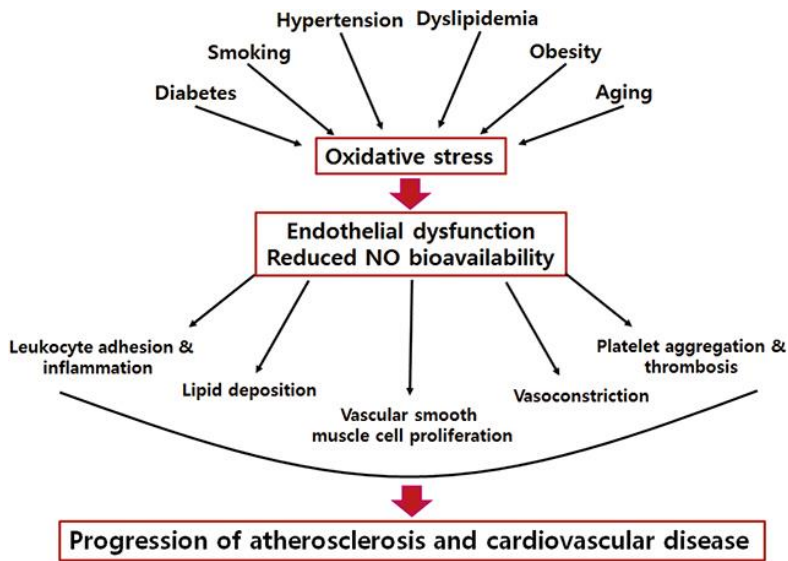 Hypertension
Dyslipidemia
Smoking
Obesity
Diabetes
Aging
Oxidative stress
Endothelial dysfunction
Reduced NO bioavailability
Leukocyte adhesion &
inflammation
Lipid deposition
Vascular smooth
muscle cell proliferation
Vasoconstriction
Platelet aggregation &
thrombosis
Progression of atherosclerosis and cardiovascular disease